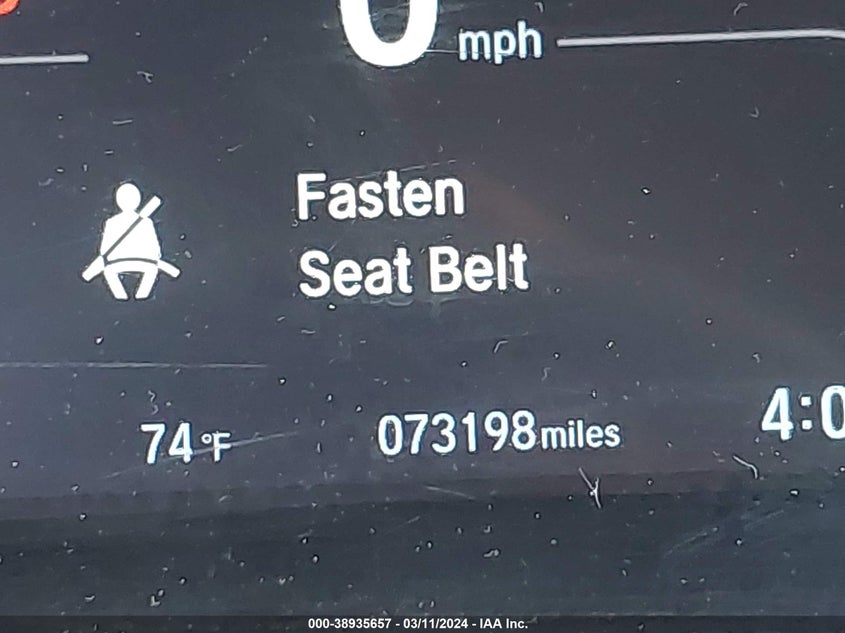 0 mph
Fasten
Seat Belt
74°F 073198miles 4:0
000-38935657 - 03/11/2024 - IAA Inc.